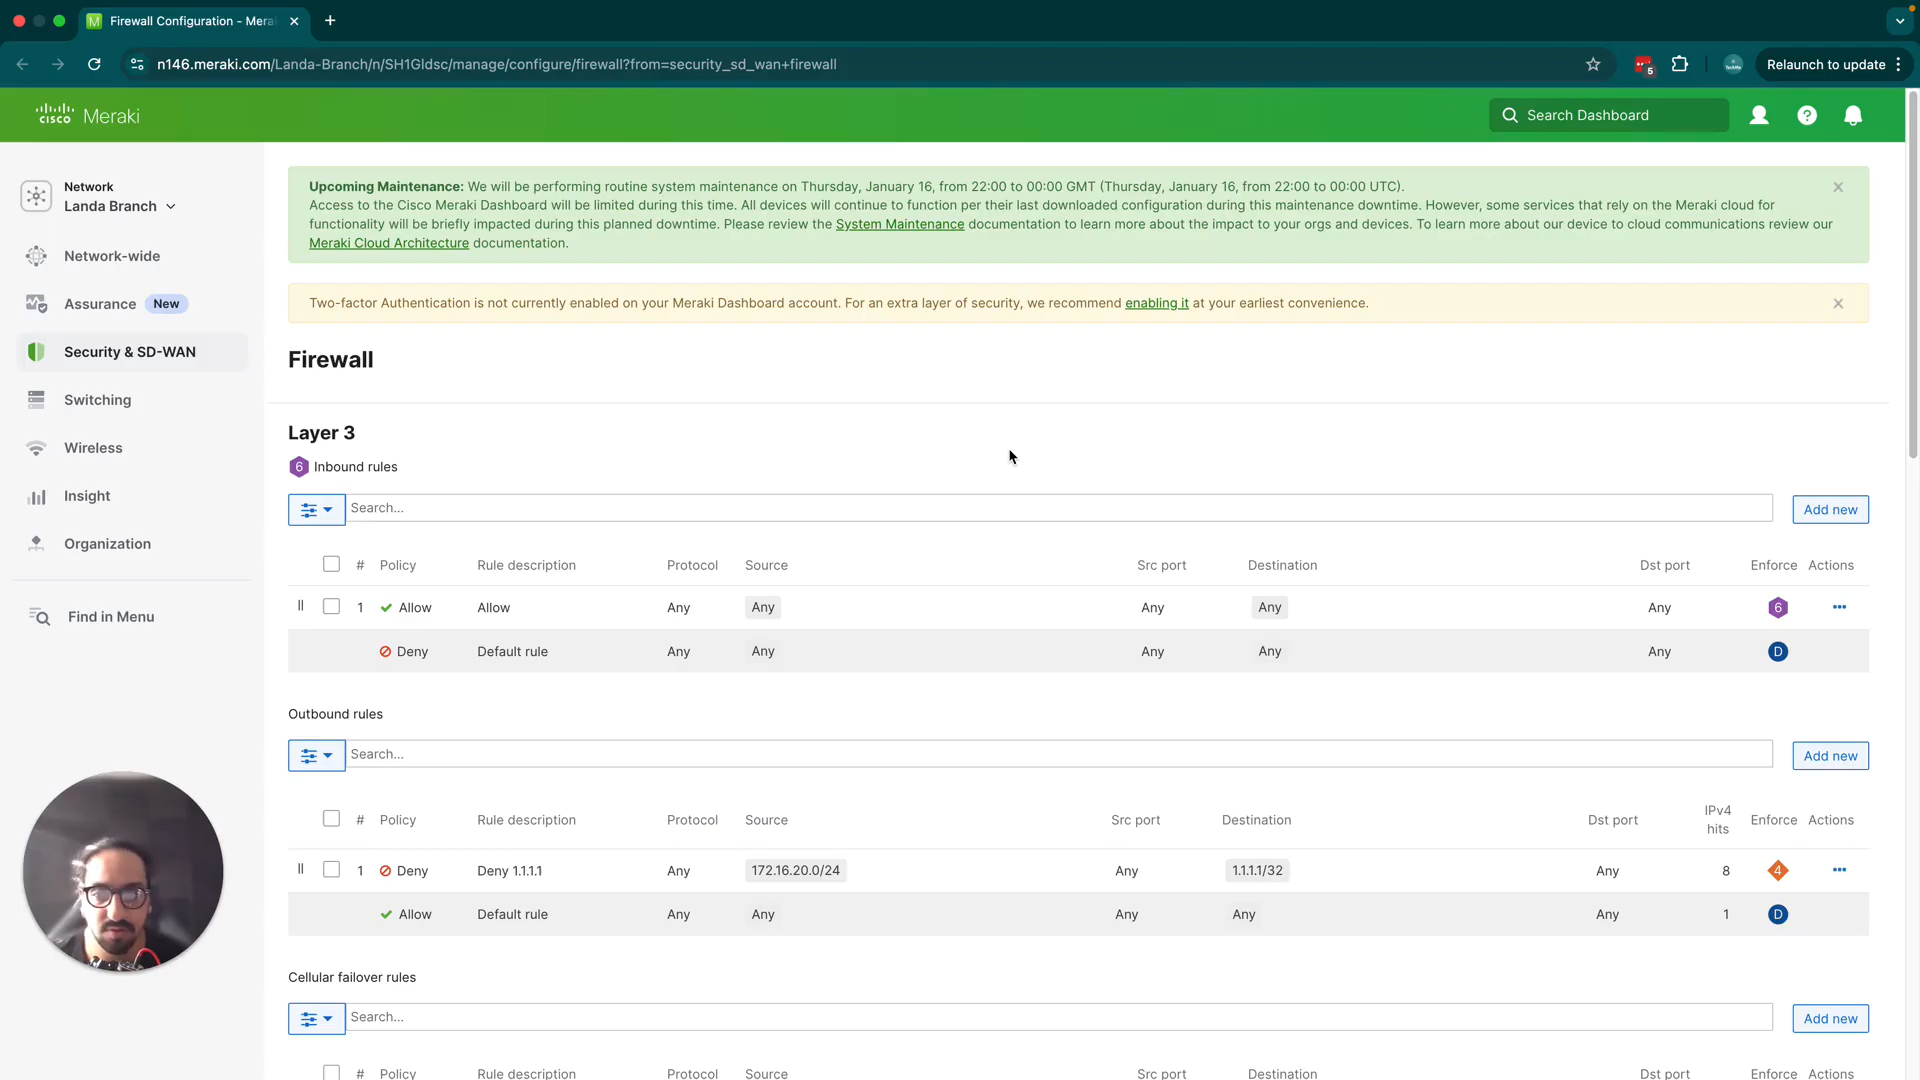 Firewall Configuration - Mera
n146.meraki.com/Landa-Branch/n/SH1Gldsc/manage/configure/firewall?from=security_sd_wan+firewall
5
Relaunch to update
cisco Meraki
Search Dashboard
Network
Landa Branch
Network-wide
Assurance New
Security & SD-WAN
Switching
Wireless
Insight
Organization
Find in Menu
Upcoming Maintenance: We will be performing routine system maintenance on Thursday, January 16, from 22:00 to 00:00 GMT (Thursday, January 16, from 22:00 to 00:00 UTC).
Access to the Cisco Meraki Dashboard will be limited during this time. All devices will continue to function per their last downloaded configuration during this maintenance downtime. However, some services that rely on the Meraki cloud for
functionality will be briefly impacted during this planned downtime. Please review the System Maintenance documentation to learn more about the impact to your orgs and devices. To learn more about our device to cloud communications review our
Meraki Cloud Architecture documentation.
Two-factor Authentication is not currently enabled on your Meraki Dashboard account. For an extra layer of security, we recommend enabling it at your earliest convenience.
Firewall
Layer 3
6 Inbound rules
Search...
Add new
# Policy Rule description Protocol Source Src port Destination Dst port Enforce Actions
1 Allow Allow Any Any Any Any Any 6
Deny Default rule Any Any Any Any Any D
Outbound rules
Search...
Add new
# Policy Rule description Protocol Source Src port Destination Dst port IPv4 hits Enforce Actions
1 Deny Deny 1.1.1.1 Any 172.16.20.0/24 Any 1.1.1.1/32 Any 8 4
Allow Default rule Any Any Any Any Any 1 D
Cellular failover rules
Search...
Add new
# Policy Rule description Protocol Source Src port Destination Dst port Enforce Actions